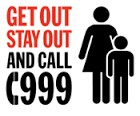 GET OUT
STAY OUT
AND CALL
999